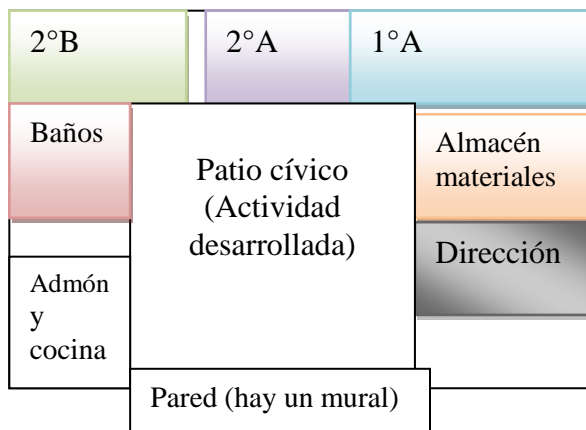 2°B
2°A
1°A
Baños
Patio cívico
(Actividad
desarrollada)
Almacén
materiales
Dirección
Admón
y
cocina
Pared (hay un mural)